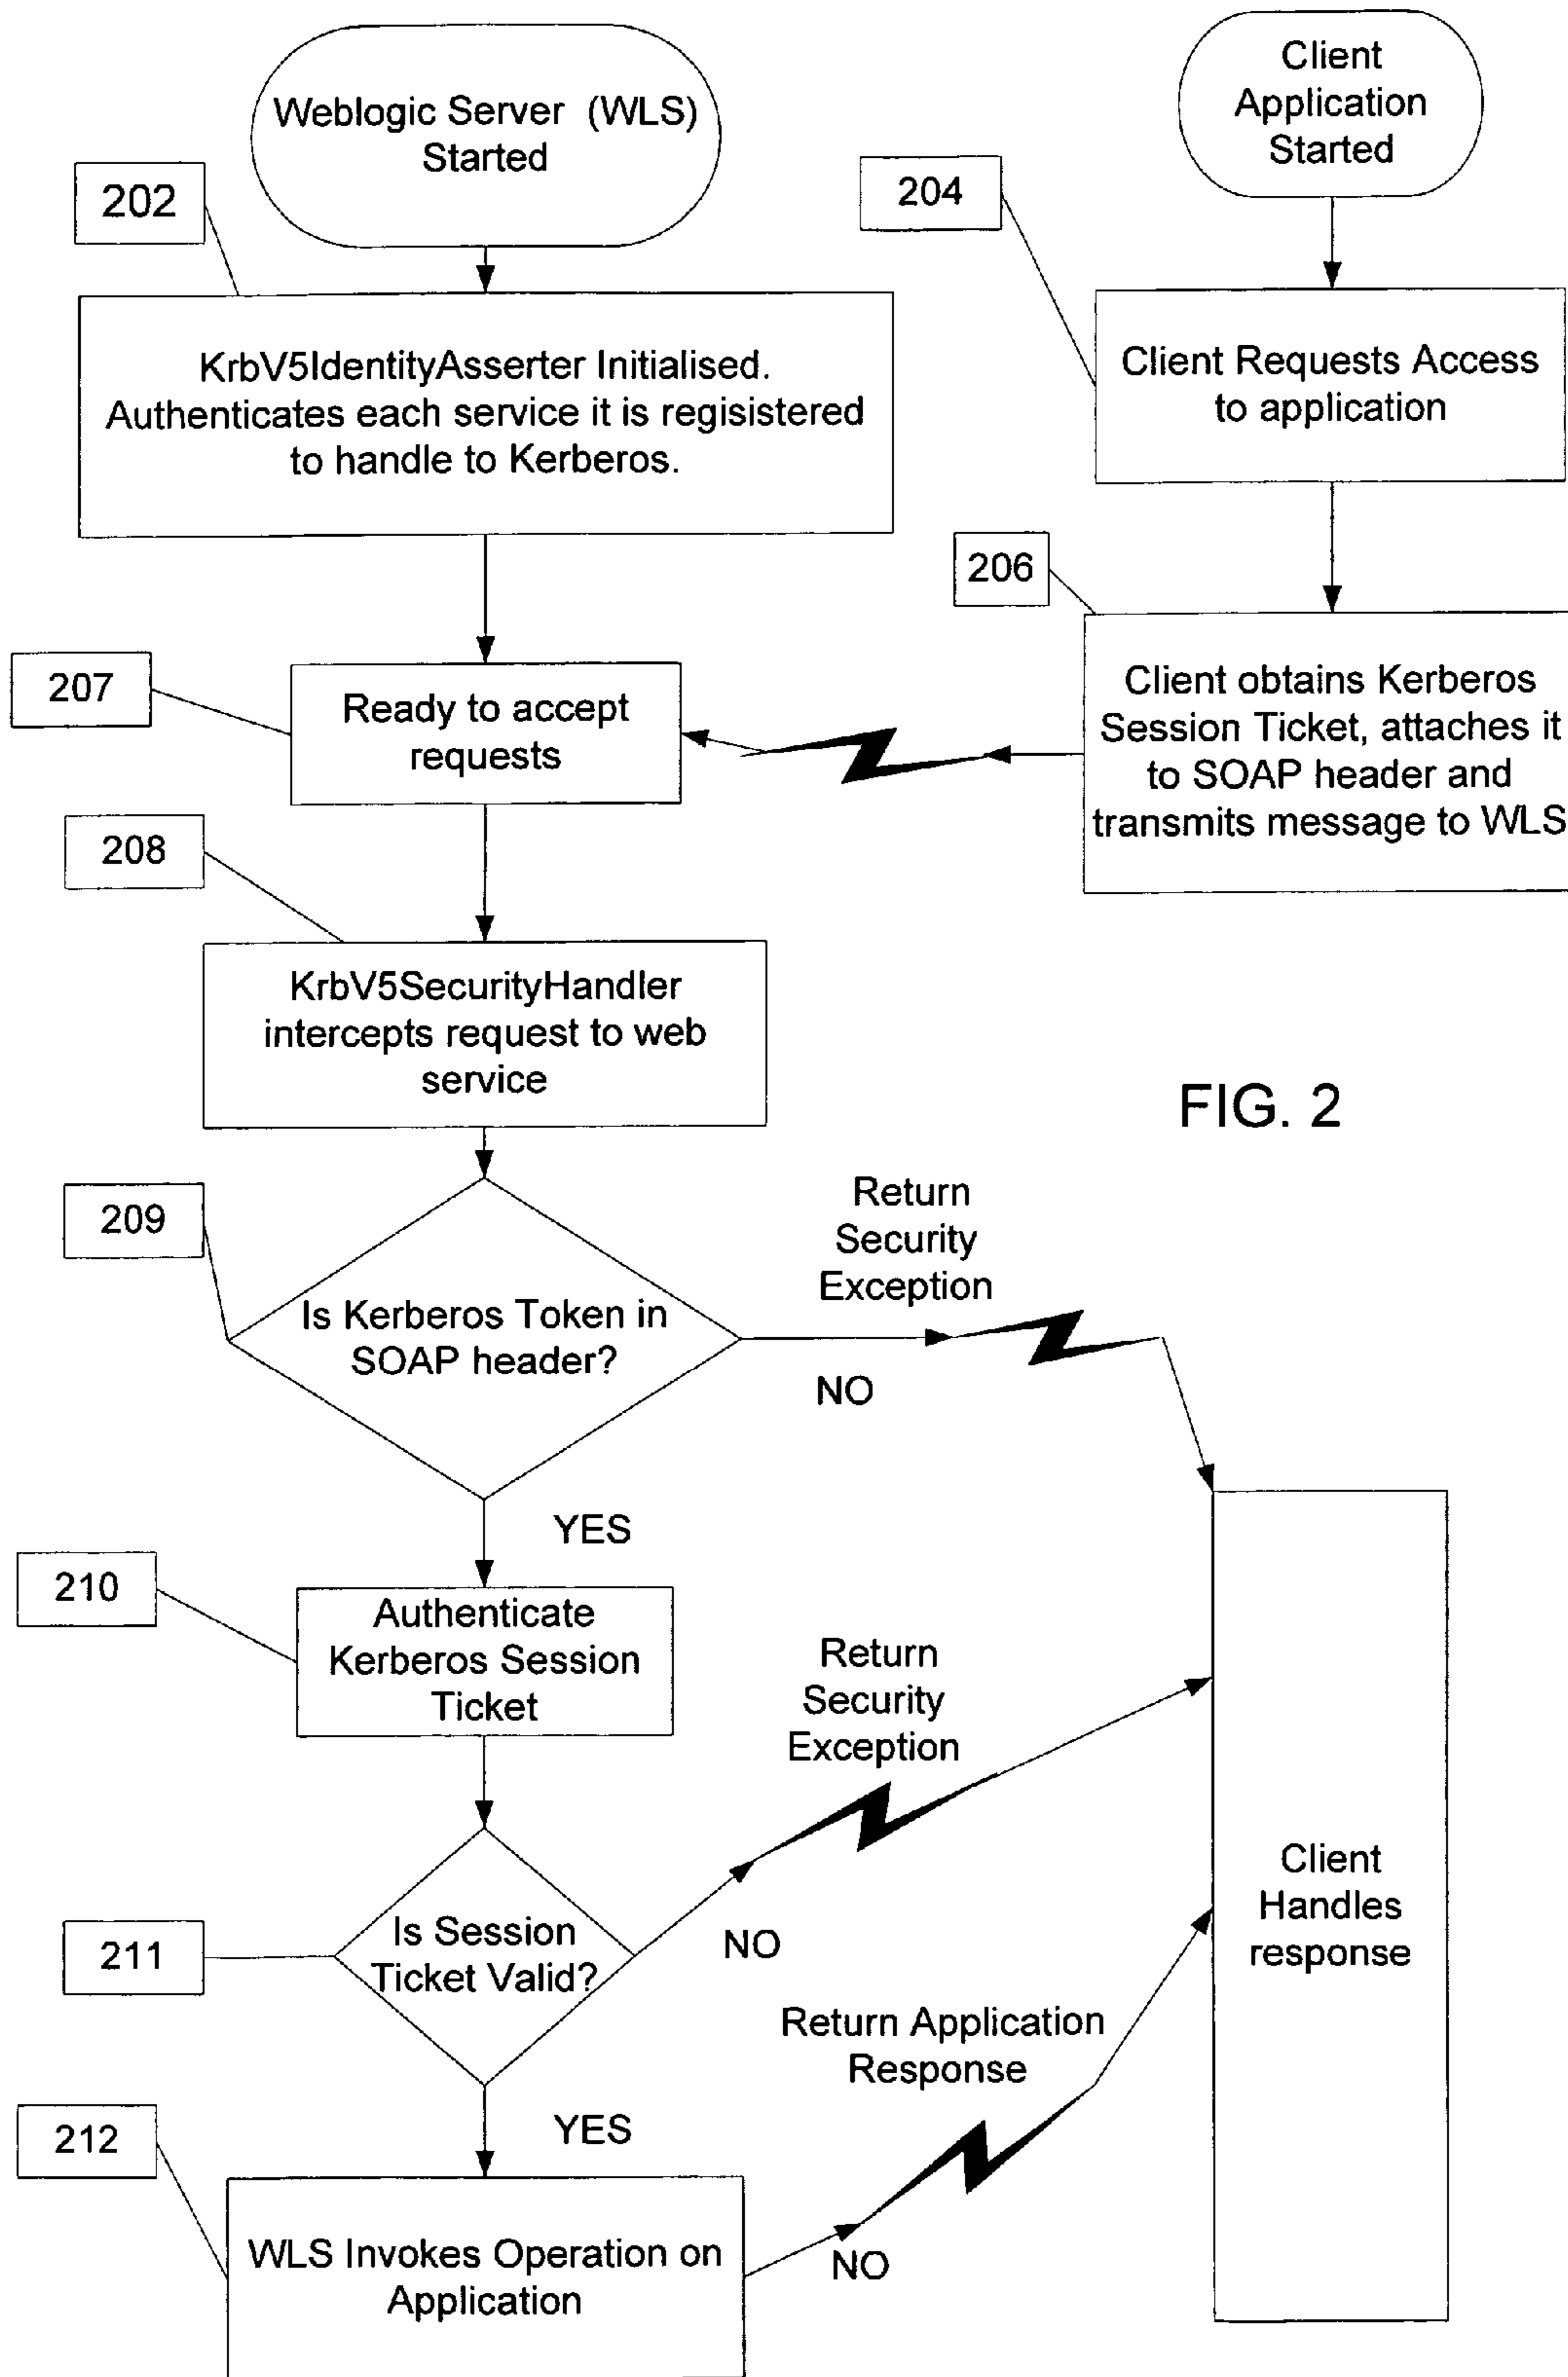 Weblogic Server (WLS)
Started
Client
Application
Started
202
204
KrbV5IdentityAsserter Initialised.
Authenticates each service it is regisistered
to handle to Kerberos.
Client Requests Access
to application
206
207
Ready to accept
requests
Client obtains Kerberos
Session Ticket, attaches it
to SOAP header and
transmits message to WLS
208
KrbV5SecurityHandler
intercepts request to web
service
FIG. 2
209
Is Kerberos Token in
SOAP header?
Return
Security
Exception
NO
YES
210
Authenticate
Kerberos Session
Ticket
Return
Security
Exception
211
Is Session
Ticket Valid?
NO
Client
Handles
response
Return Application
Response
YES
212
WLS Invokes Operation on
Application
NO